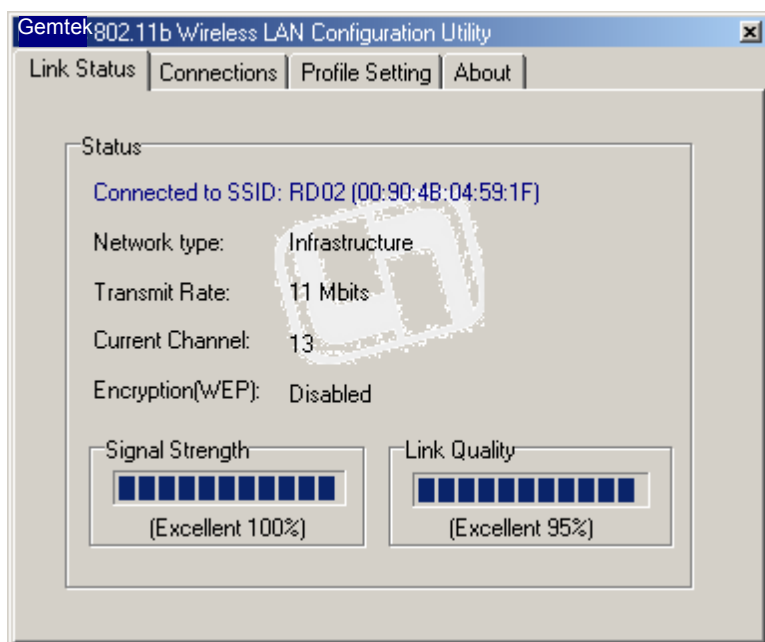 Gemtek 802.11b Wireless LAN Configuration Utility
Link Status Connections Profile Setting About
Status
Connected to SSID: RD02 (00:90:4B:04:59:1F)
Network type: Infrastructure
Transmit Rate: 11 Mbits
Current Channel: 13
Encryption(WEP): Disabled
Signal Strength Link Quality
(Excellent 100%) (Excellent 95%)